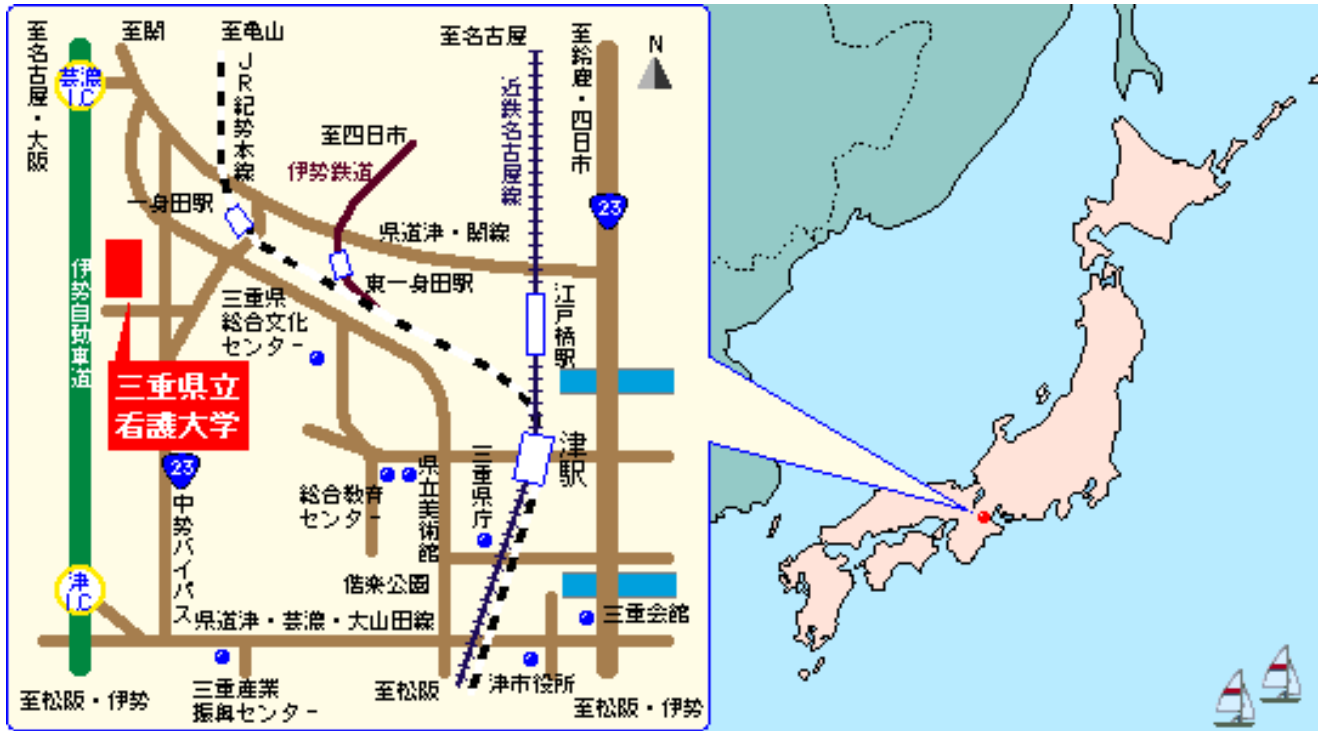 至名古屋・大阪
至関
至亀山
至名古屋
至鈴鹿・四日市
N
芸濃
I.C
JR紀勢本線
近鉄名古屋線
至四日市
伊勢鉄道
一身田駅
23
県道津・関線
東一身田駅
伊勢自動車道
三重県
総合文化
センター
江戸橋駅
三重県立
看護大学
23
中勢バイパス
総合教育
センター
県立美術館
三重県庁
津駅
津
I.C
偕楽公園
県道津・芸濃・大山田線
三重会館
三重産業
振興センター
津市役所
至松阪・伊勢
至松阪
至松阪・伊勢